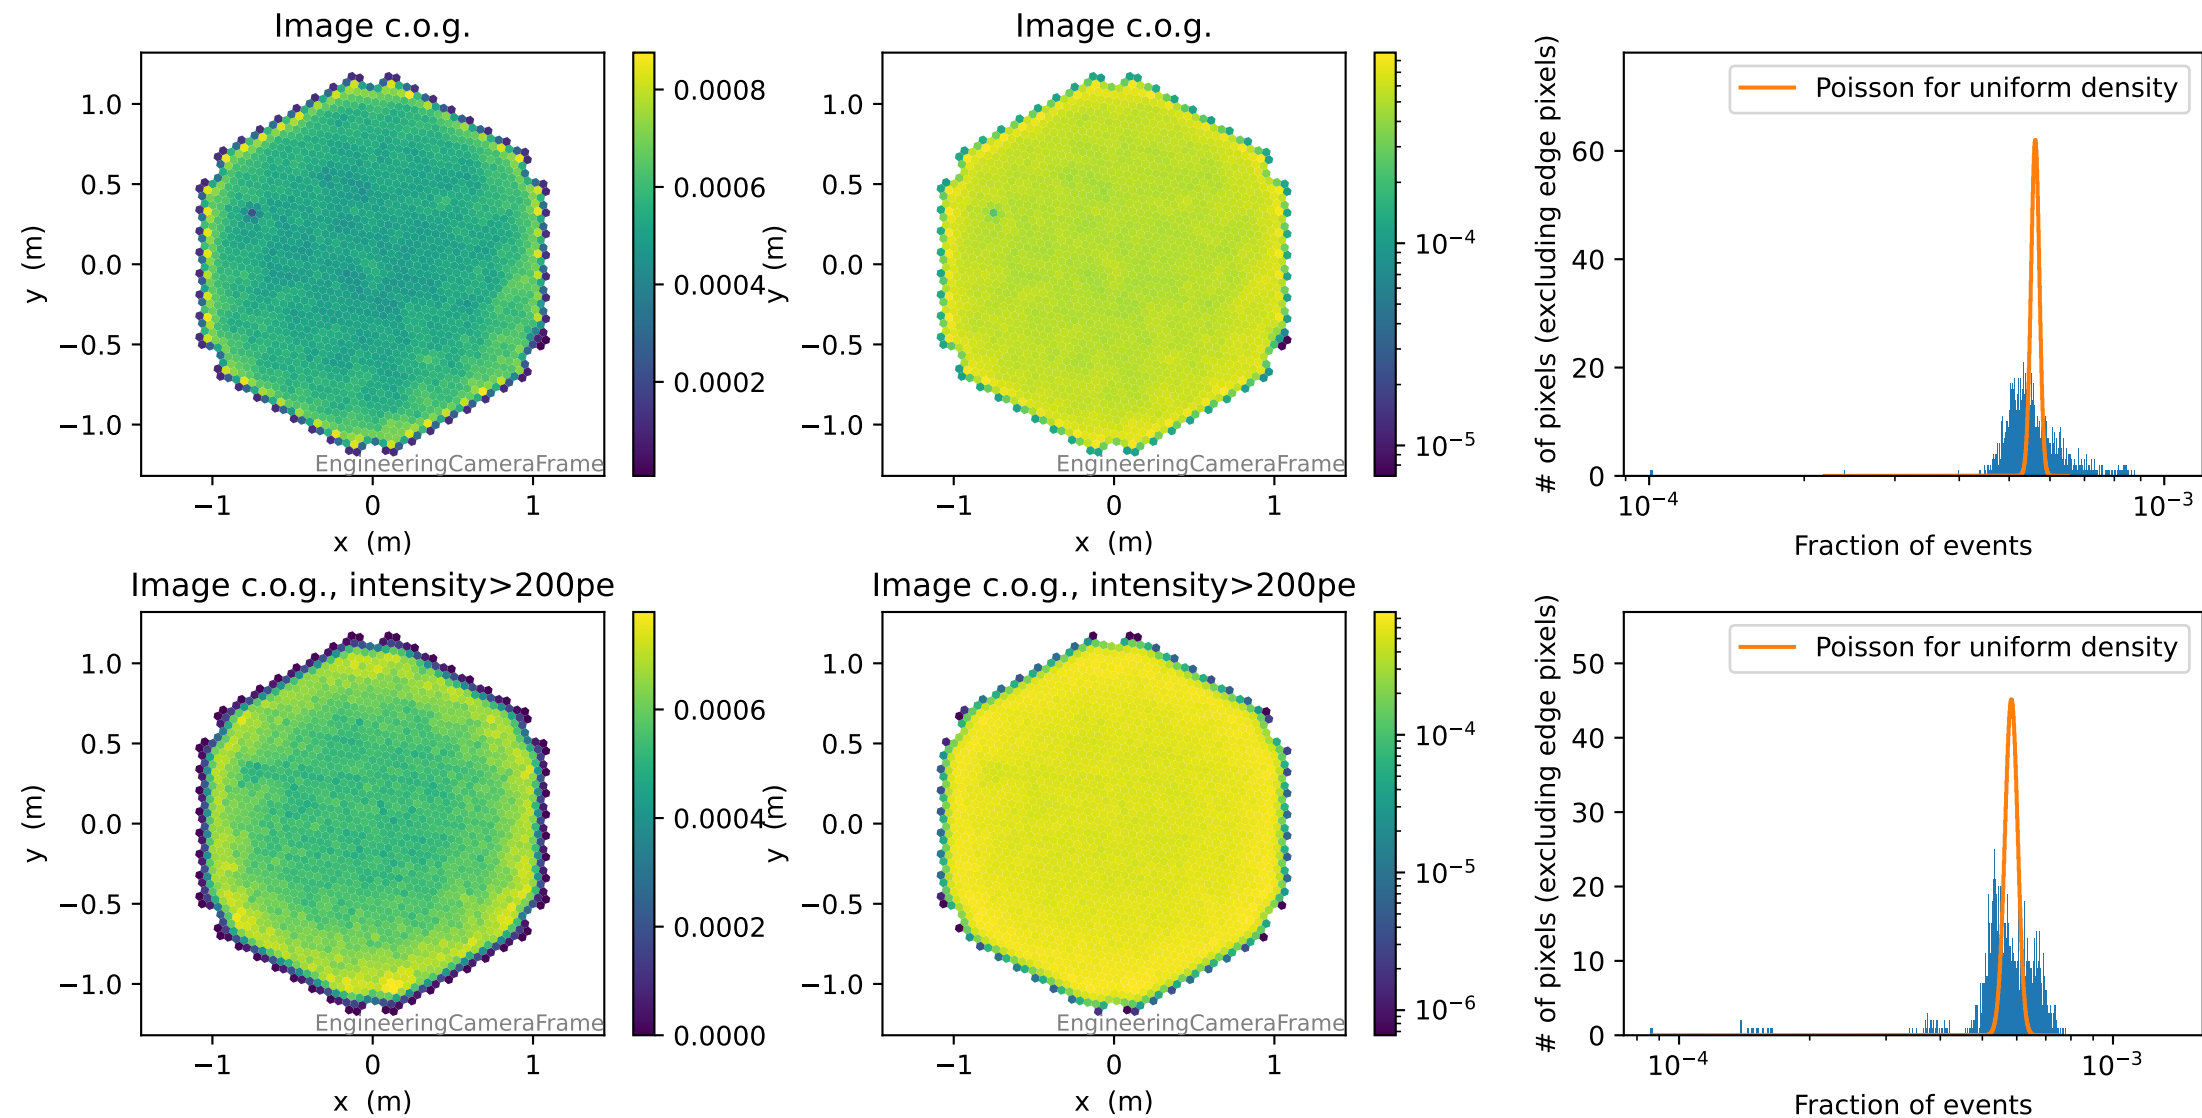 Image c.o.g.
y (m)
1.0
0.5
0.0
−0.5
−1.0
−1
0
1
x (m)
EngineeringCameraFrame
0.0008
0.0006
0.0004
0.0002
Image c.o.g.
y (m)
1.0
0.5
0.0
−0.5
−1.0
−1
0
1
x (m)
EngineeringCameraFrame
10⁻⁴
10⁻⁵
# of pixels (excluding edge pixels)
60
40
20
0
Poisson for uniform density
10⁻⁴
10⁻³
Fraction of events
Image c.o.g., intensity>200pe
y (m)
1.0
0.5
0.0
−0.5
−1.0
−1
0
1
x (m)
EngineeringCameraFrame
0.0006
0.0004
0.0002
0.0000
Image c.o.g., intensity>200pe
y (m)
1.0
0.5
0.0
−0.5
−1.0
−1
0
1
x (m)
EngineeringCameraFrame
10⁻⁴
10⁻⁵
10⁻⁶
# of pixels (excluding edge pixels)
50
40
30
20
10
0
Poisson for uniform density
10⁻⁴
10⁻³
Fraction of events